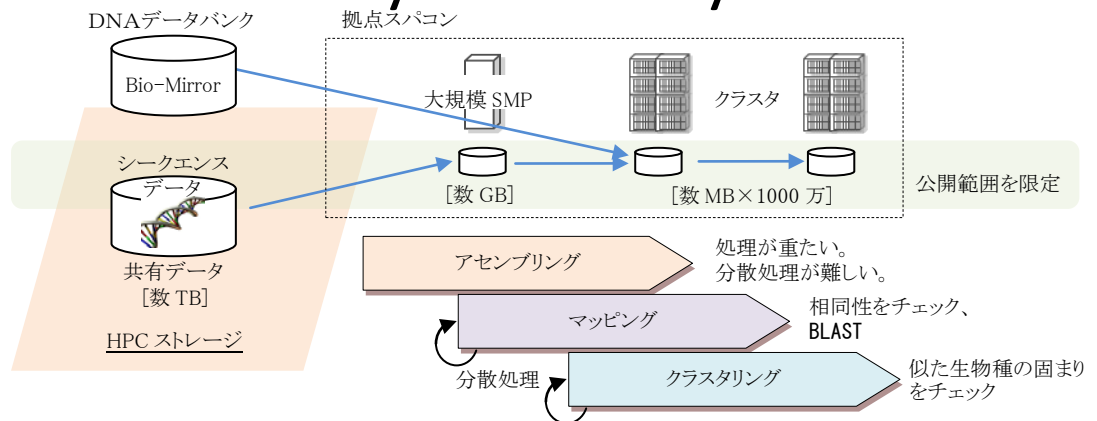 DNAデータバンク
拠点スパコン
Bio-Mirror
大規模 SMP
クラスタ
シークエンス
データ
[数 GB]
[数 MB×1000 万]
公開範囲を限定
共有データ
[数 TB]
HPC ストレージ
アセンブリング
処理が重たい。
分散処理が難しい。
マッピング
相同性をチェック、
BLAST
分散処理
クラスタリング
似た生物種の固まり
をチェック